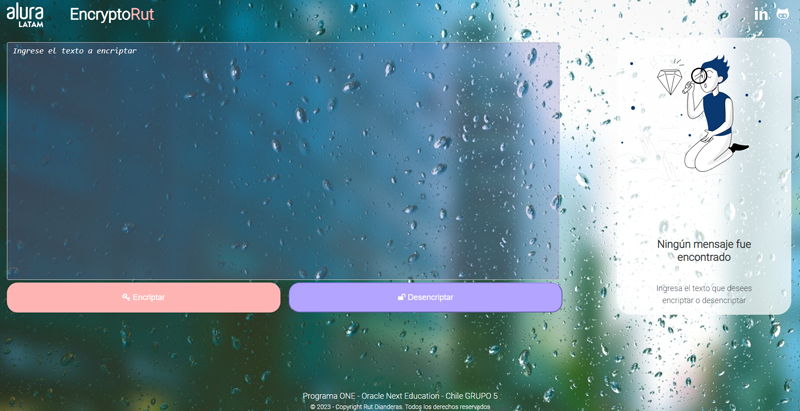 alura
LATAM
EncryptoRut
in
Ingrese el texto a encriptar
Ningún mensaje fue
encontrado
Ingresa el texto que desees
encriptar o desencriptar
Encriptar
Desencriptar
Programa ONE - Oracle Next Education - Chile GRUPO 5
© 2023 - Copyright Rut Dianderas. Todos los derechos reservados